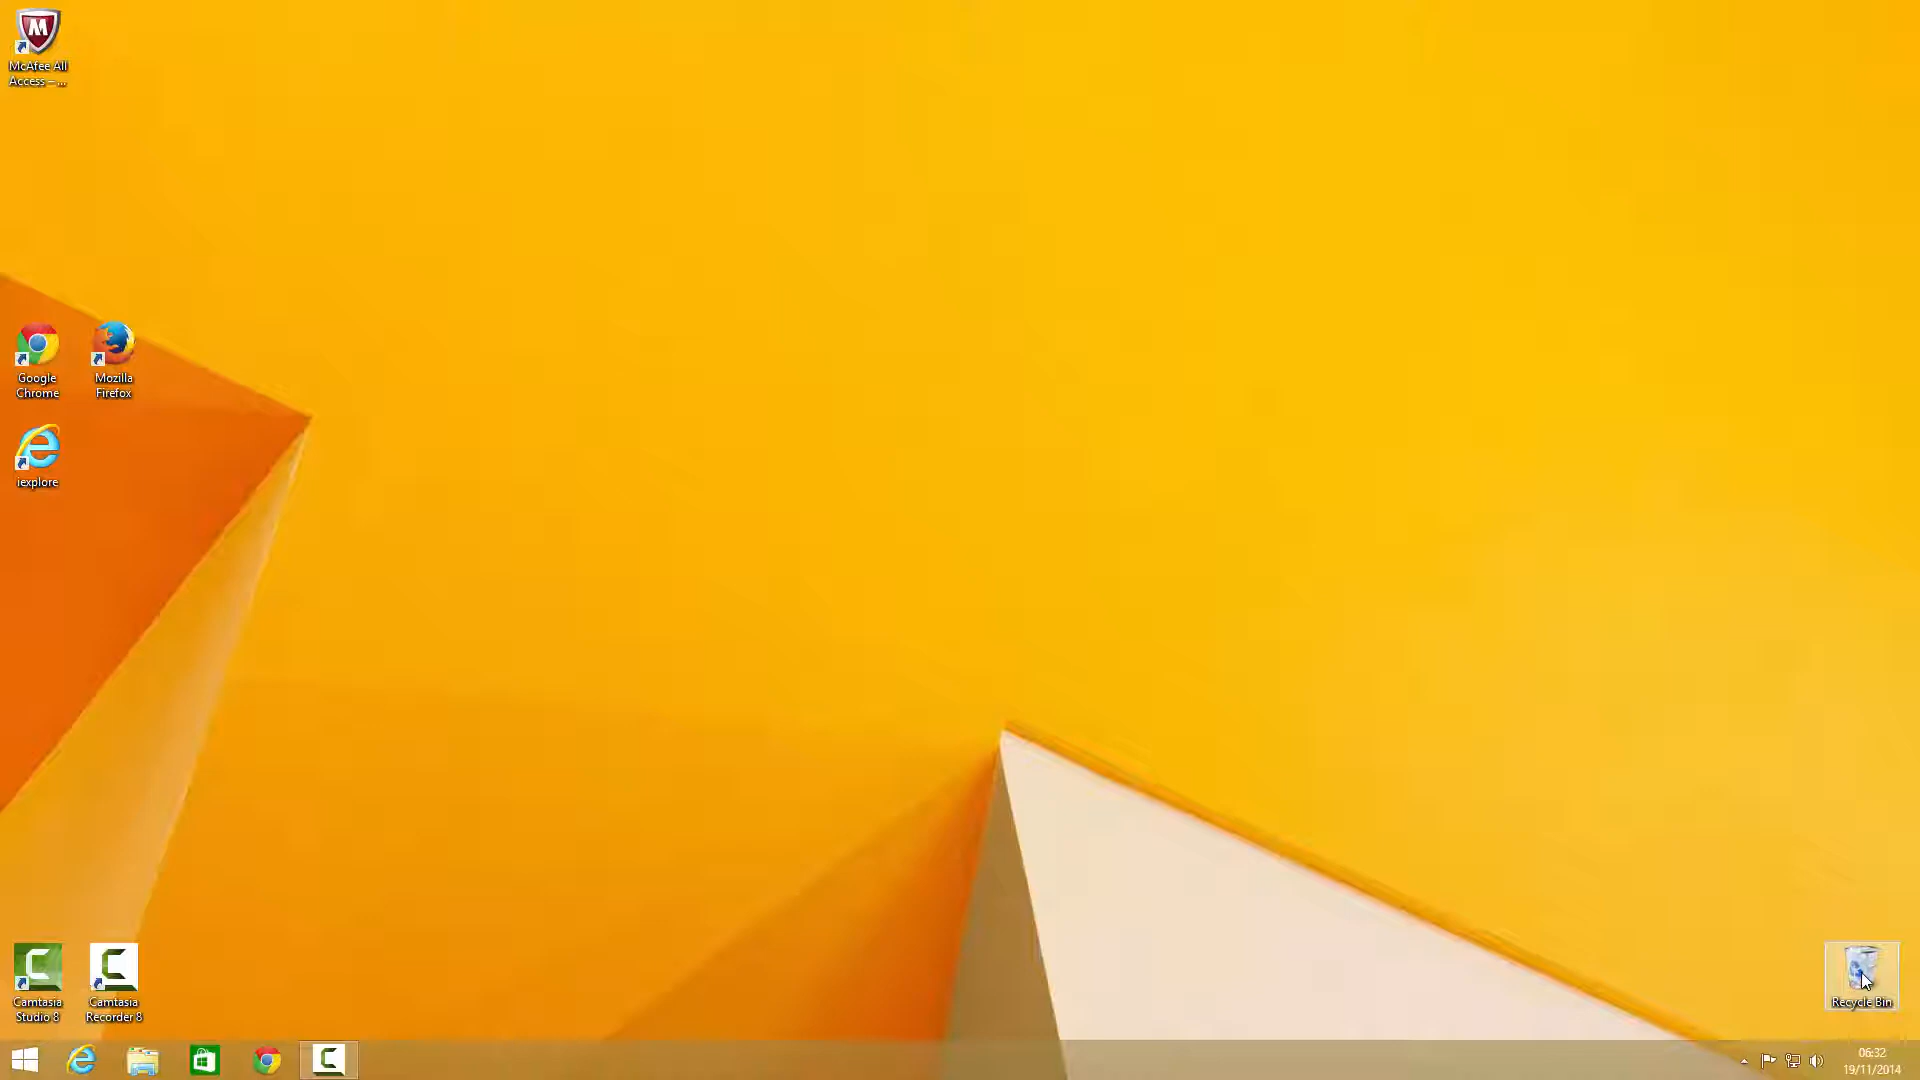 McAfee All
Access – ...
Google
Chrome
Mozilla
Firefox
iexplore
Camtasia
Studio 8
Camtasia
Recorder 8
Recycle Bin
06:32
19/11/2014